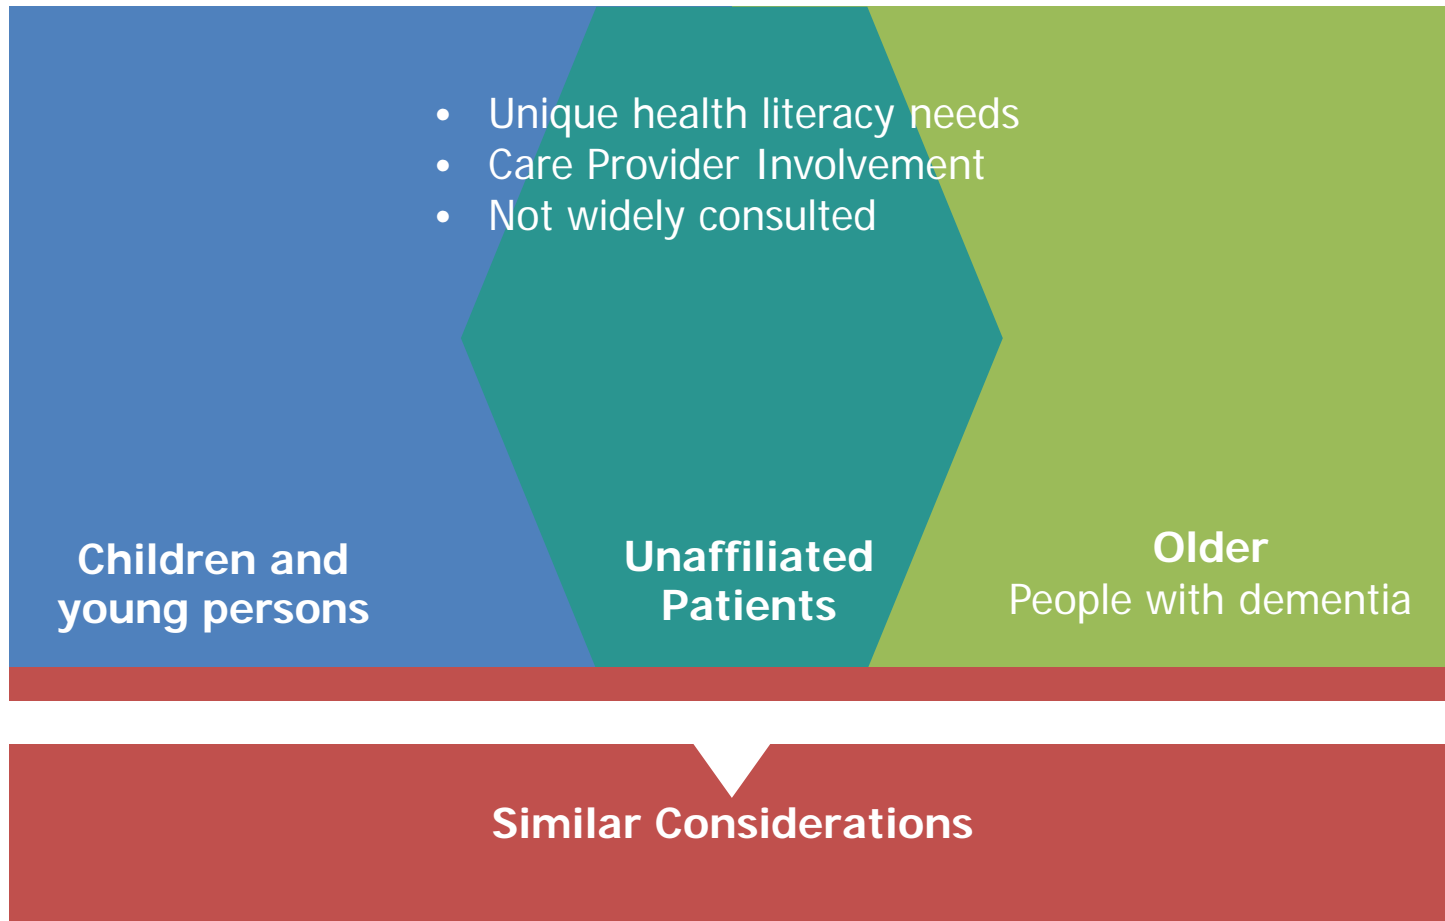 • Unique health literacy needs
• Care Provider Involvement
• Not widely consulted
Children and
young persons
Unaffiliated
Patients
Older
People with dementia
Similar Considerations